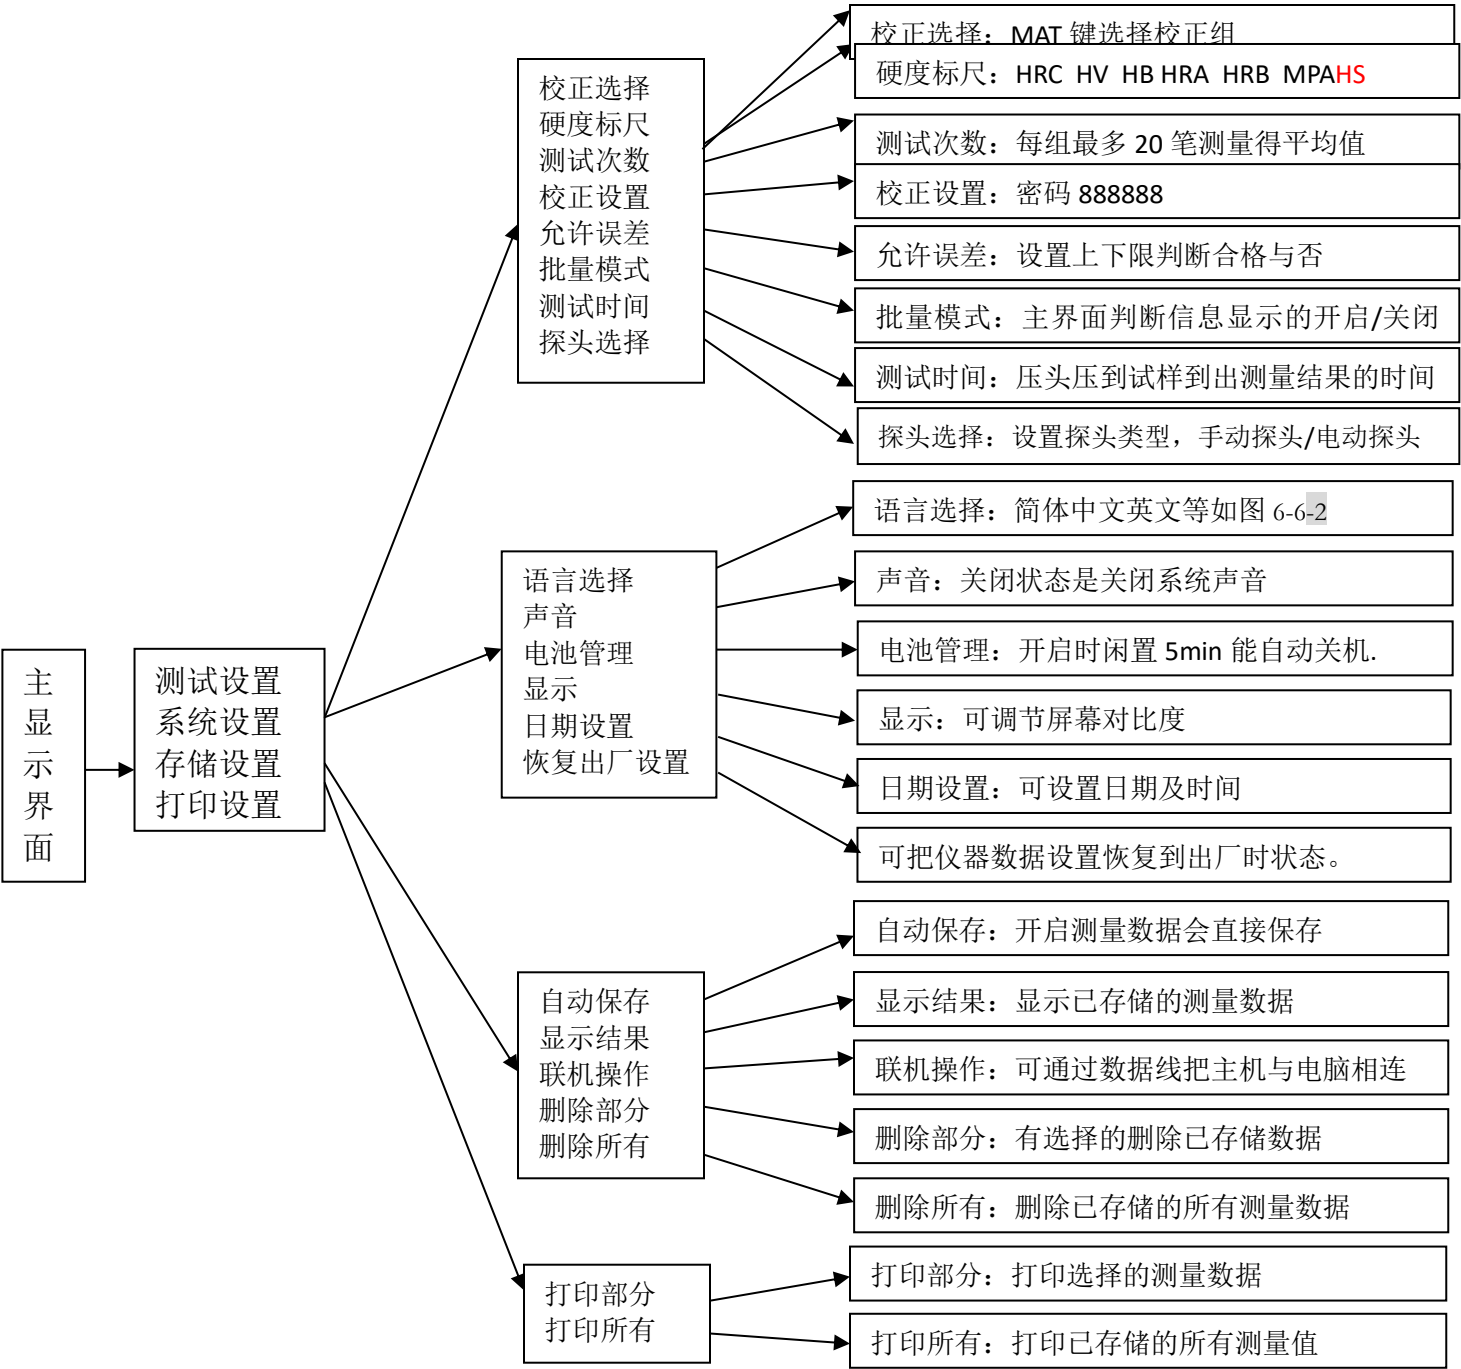 主
显
示
界
面
测试设置
系统设置
存储设置
打印设置
校正选择
硬度标尺
测试次数
校正设置
允许误差
批量模式
测试时间
探头选择
校正选择：MAT 键选择校正组
硬度标尺：HRC HV HB HRA HRB MPAHS
测试次数：每组最多 20 笔测量得平均值
校正设置：密码 888888
允许误差：设置上下限判断合格与否
批量模式：主界面判断信息显示的开启/关闭
测试时间：压头压到试样到出测量结果的时间
探头选择：设置探头类型，手动探头/电动探头
语言选择
声音
电池管理
显示
日期设置
恢复出厂设置
语言选择：简体中文英文等如图 6-6-2
声音：关闭状态是关闭系统声音
电池管理：开启时闲置 5min 能自动关机.
显示：可调节屏幕对比度
日期设置：可设置日期及时间
可把仪器数据设置恢复到出厂时状态。
自动保存
显示结果
联机操作
删除部分
删除所有
自动保存：开启测量数据会直接保存
显示结果：显示已存储的测量数据
联机操作：可通过数据线把主机与电脑相连
删除部分：有选择的删除已存储数据
删除所有：删除已存储的所有测量数据
打印部分
打印所有
打印部分：打印选择的测量数据
打印所有：打印已存储的所有测量值